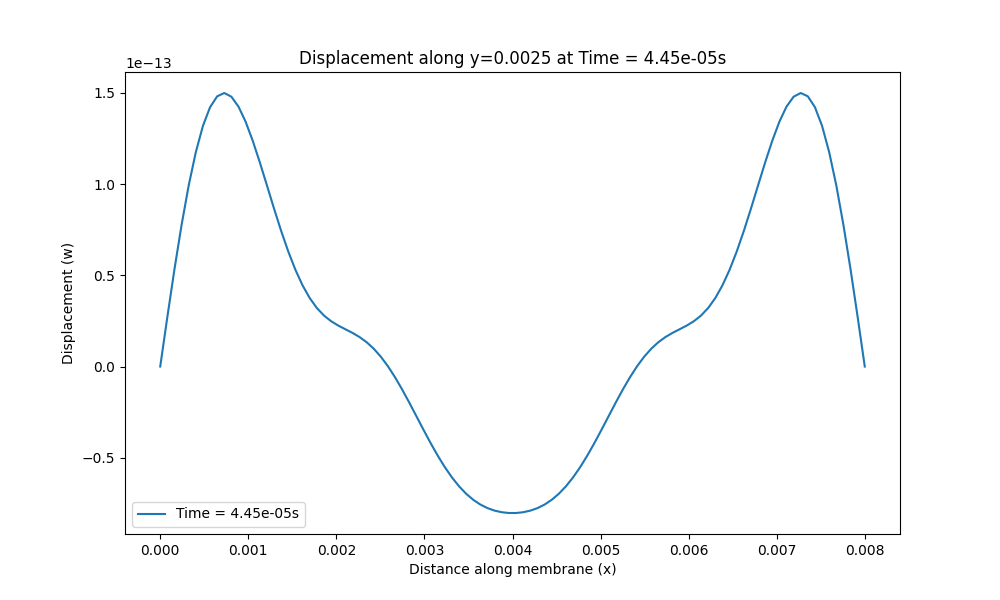 Displacement along y=0.0025 at Time = 4.45e-05s
1e−13
1.5
1.0
0.5
0.0
−0.5
Displacement (w)
Time = 4.45e-05s
0.000 0.001 0.002 0.003 0.004 0.005 0.006 0.007 0.008
Distance along membrane (x)